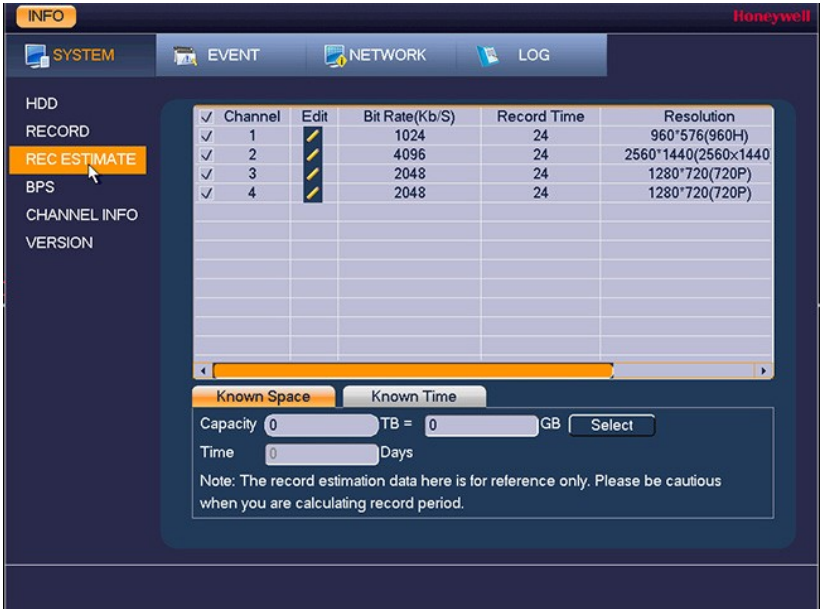 INFO
Honeywell
SYSTEM EVENT NETWORK LOG
HDD
RECORD
REC ESTIMATE
BPS
CHANNEL INFO
VERSION
Channel Edit Bit Rate(Kb/S) Record Time Resolution
1 1024 24 960*576(960H)
2 4096 24 2560*1440(2560x1440
3 2048 24 1280*720(720P)
4 2048 24 1280*720(720P)
Known Space Known Time
Capacity 0 TB = 0 GB Select
Time 0 Days
Note: The record estimation data here is for reference only. Please be cautious
when you are calculating record period.